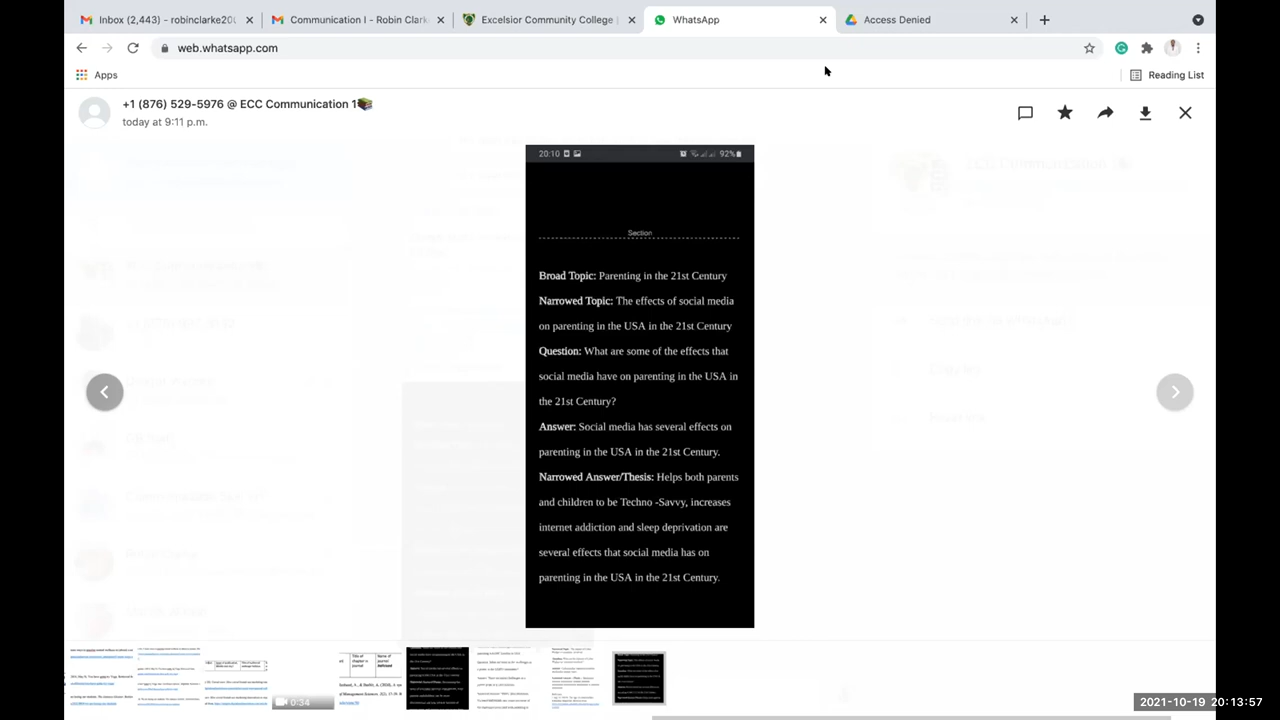 Inbox (2,443) - robinclarke20
Communication I - Robin Clark
Excelsior Community College |
WhatsApp
Access Denied
web.whatsapp.com
Apps
Reading List
+1 (876) 529-5976 @ ECC Communication 1📚
today at 9:11 p.m.
20:10
92%
Section
Broad Topic: Parenting in the 21st Century
Narrowed Topic: The effects of social media
on parenting in the USA in the 21st Century
Question: What are some of the effects that
social media have on parenting in the USA in
the 21st Century?
Answer: Social media has several effects on
parenting in the USA in the 21st Century.
Narrowed Answer/Thesis: Helps both parents
and children to be Techno -Savvy, increases
internet addiction and sleep deprivation are
several effects that social media has on
parenting in the USA in the 21st Century.
0:34
2021-10-19 20:13:57